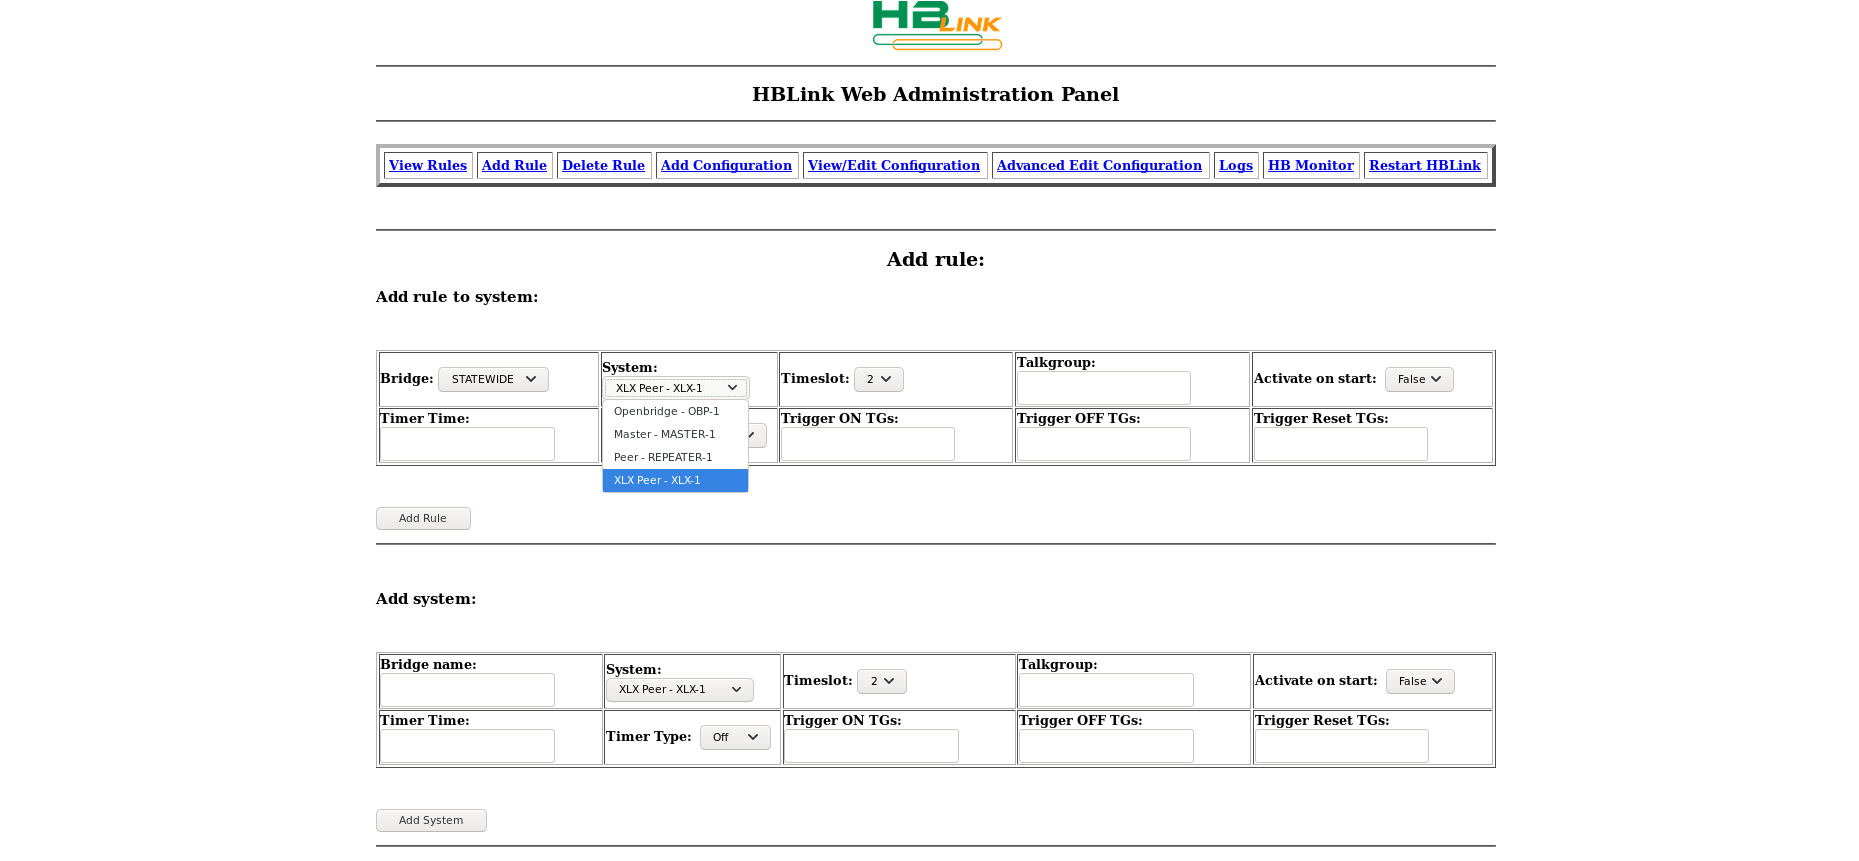 HBLINK
HBLink Web Administration Panel
View Rules Add Rule Delete Rule Add Configuration View/Edit Configuration Advanced Edit Configuration Logs HB Monitor Restart HBLink
Add rule:
Add rule to system:
Bridge: STATEWIDE
System:
XLX Peer - XLX-1
Timeslot: 2
Talkgroup:
Activate on start: False
Openbridge - OBP-1
Master - MASTER-1
Peer - REPEATER-1
XLX Peer - XLX-1
Timer Time:
Trigger ON TGs:
Trigger OFF TGs:
Trigger Reset TGs:
Add Rule
Add system:
Bridge name:
System:
XLX Peer - XLX-1
Timeslot: 2
Talkgroup:
Activate on start: False
Timer Time:
Timer Type: Off
Trigger ON TGs:
Trigger OFF TGs:
Trigger Reset TGs:
Add System